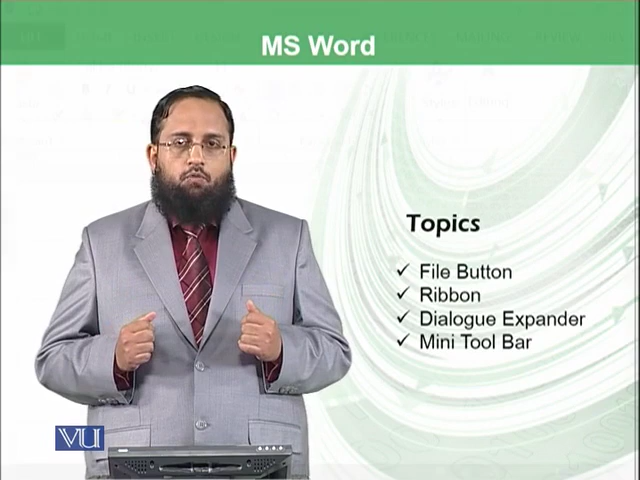 MS Word
Topics
✓ File Button
✓ Ribbon
✓ Dialogue Expander
✓ Mini Tool Bar
VU